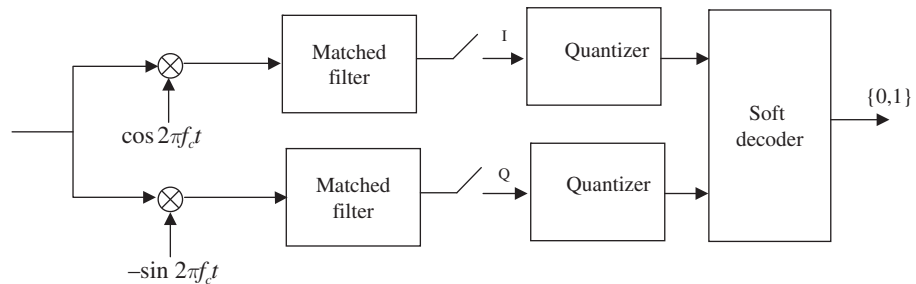 Matched
filter
I
Quantizer
cos 2πf_ct
Soft
decoder
{0,1}
Matched
filter
Q
Quantizer
–sin 2πf_ct